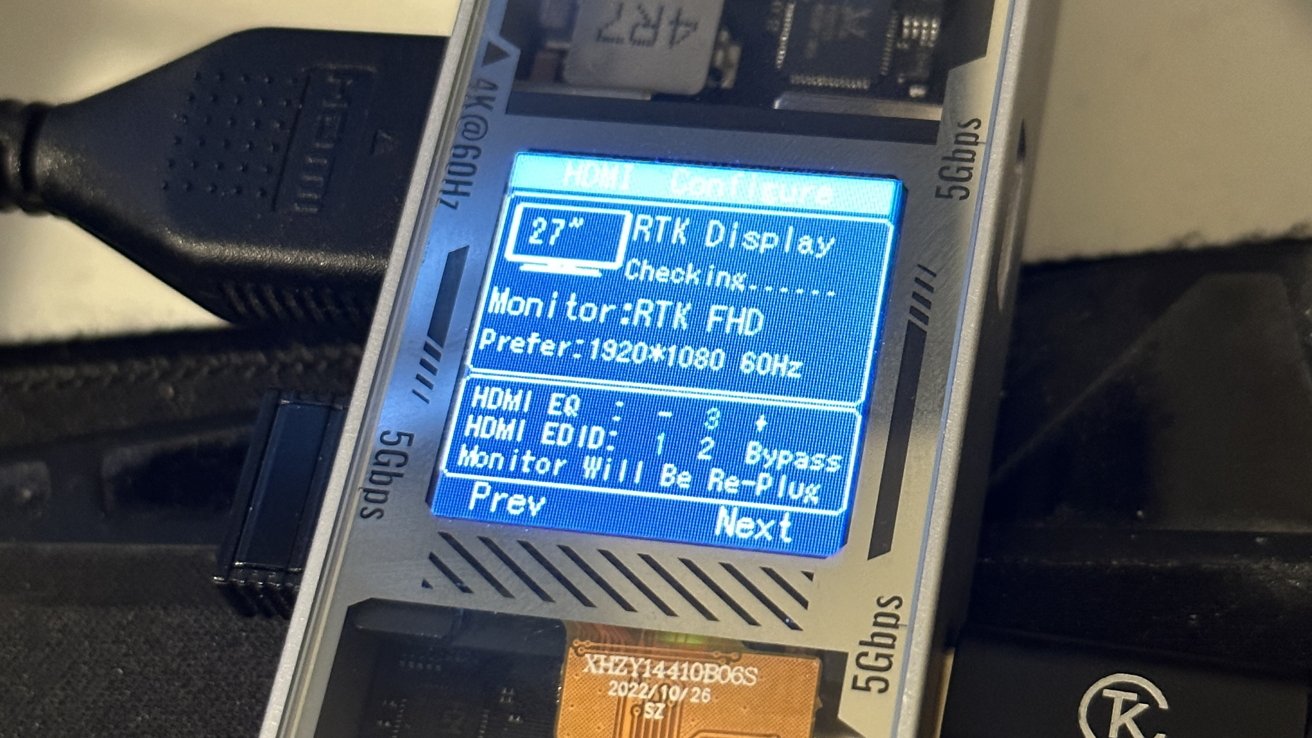 4R7
HDMI
4K@60Hz
5Gbps
HDMI Configure
27"
RTK Display
Checking......
Monitor:RTK FHD
Prefer:1920*1080 60Hz
HDMI EQ : - 3 +
HDMI EDID: 1 2 Bypass
Monitor Will Be Re-Plug
Prev Next
5Gbps
5Gbps
XHZY14410B06S
2022/10/26
SZ
TK